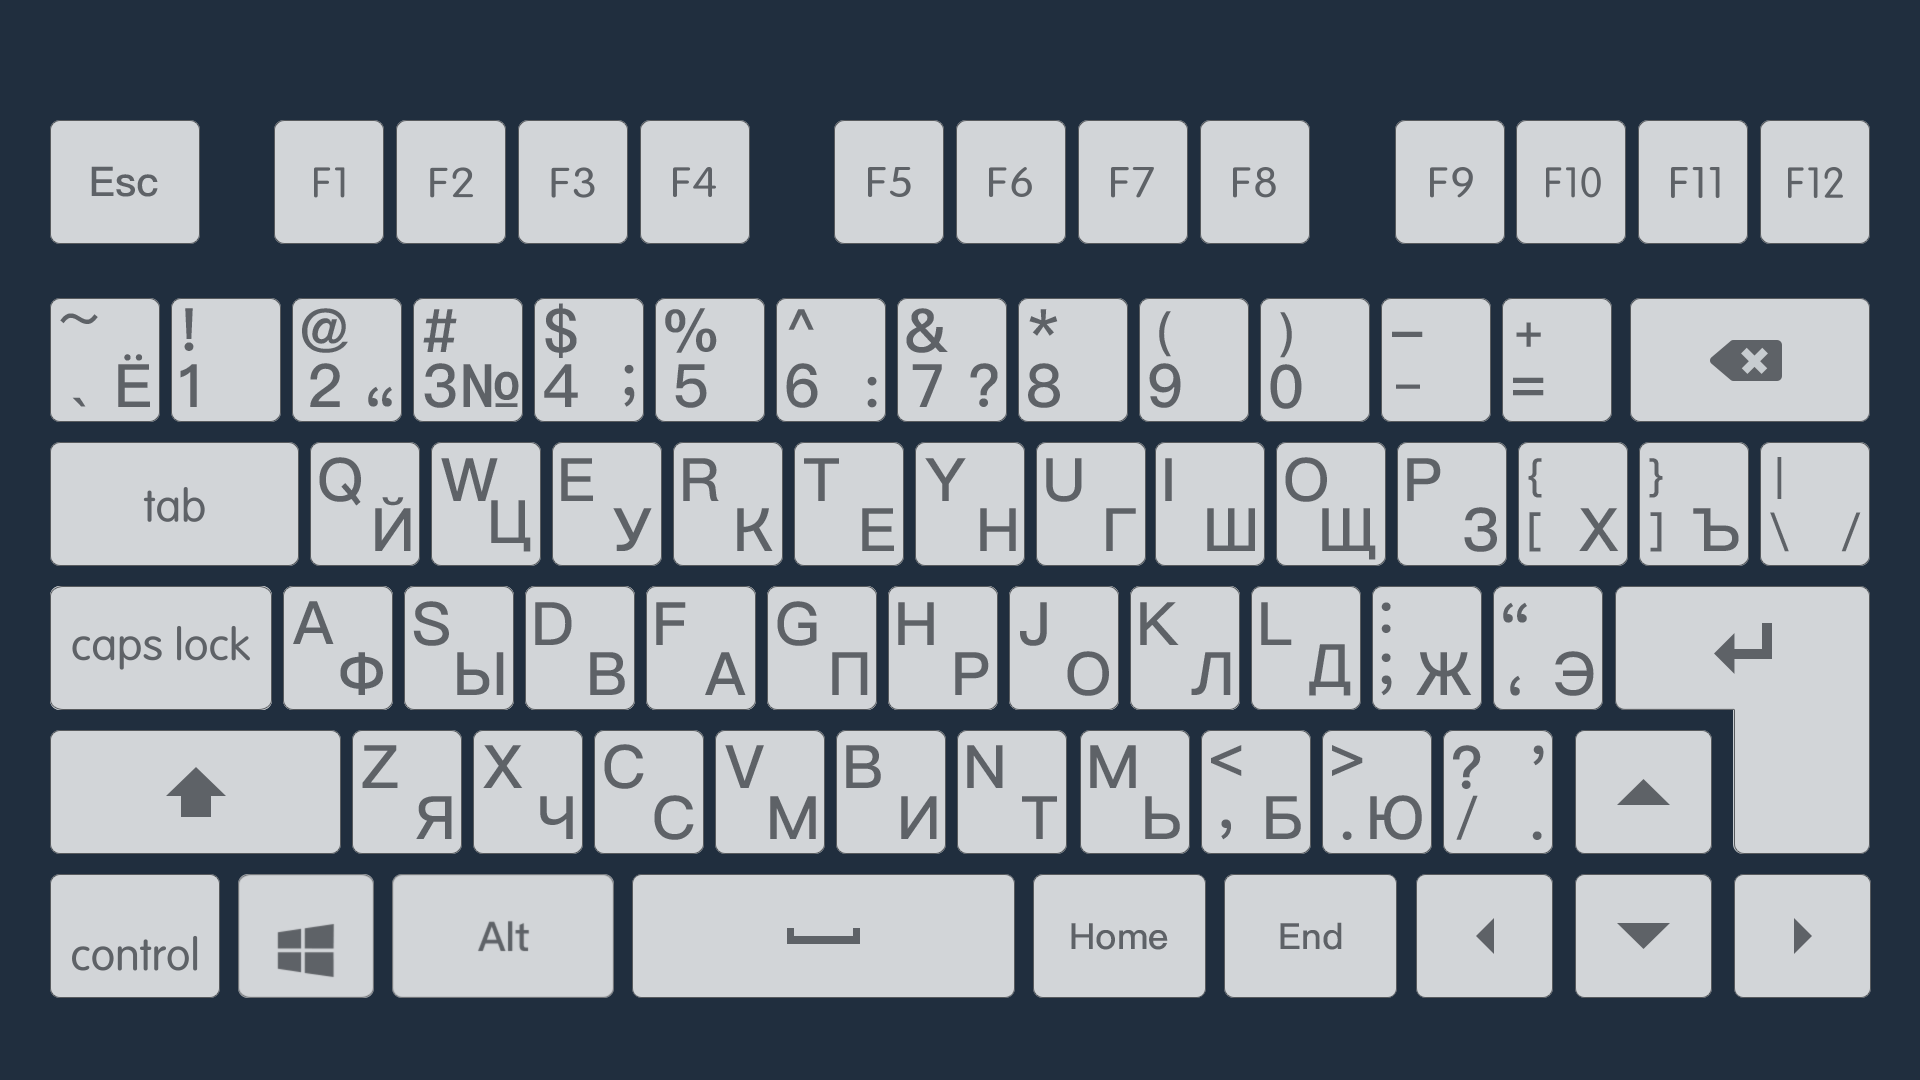 Esc F1 F2 F3 F4 F5 F6 F7 F8 F9 F10 F11 F12
~ ! @ # $ % ^ & * ( ) – +
ˎ Ё 1 2 “ 3 № 4 ; 5 6 : 7 ? 8 9 0 - =
Q W E R T Y U I O P { } |
tab Й Ц У К Е Н Г Ш Щ З [ Х ] Ъ \ /
A S D F G H J K L : “
caps lock Ф Ы В А П Р О Л Д ; Ж ‘ Э
Z X C V B N M < > ? ’
Я Ч С М И Т Ь , Б . Ю / .
control Alt Home End